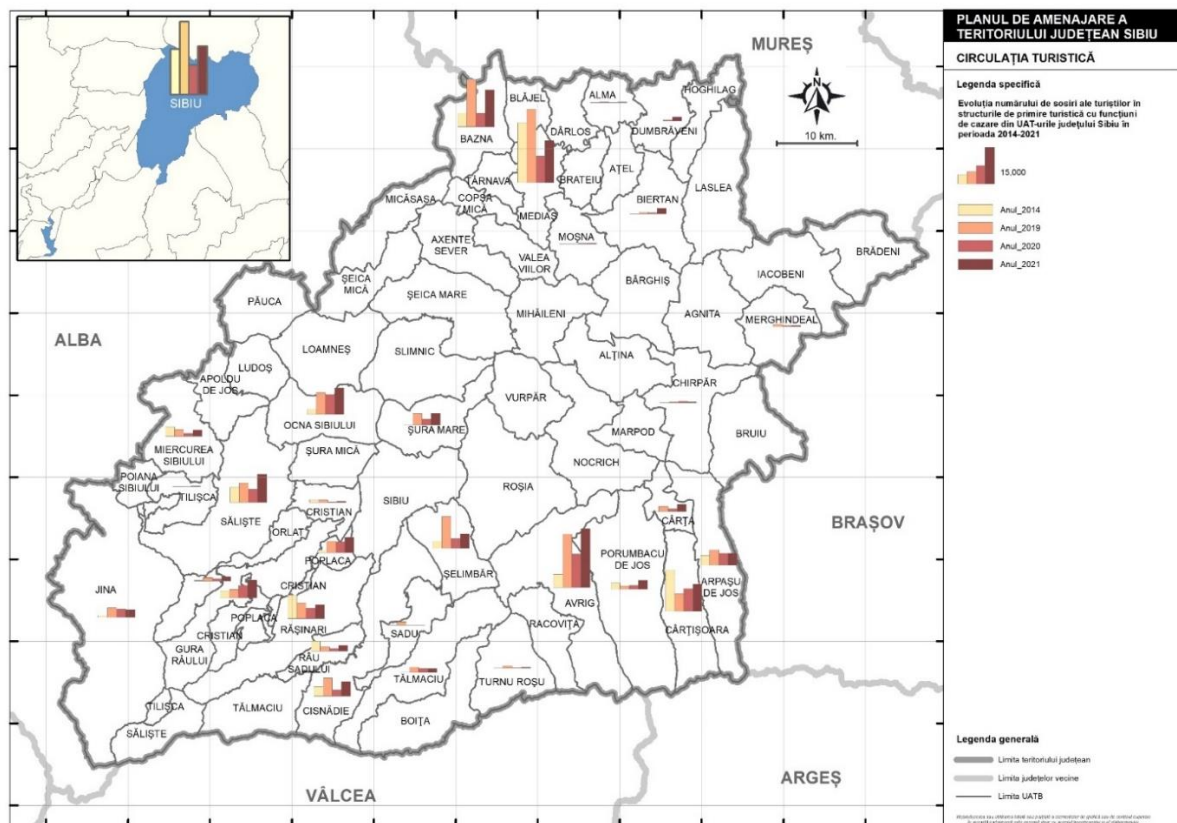 PLANUL DE AMENAJARE A
TERITORIULUI JUDEȚEAN SIBIU
CIRCULAȚIA TURISTICĂ
Legenda specifică
Evoluția numărului de sosiri ale turiștilor în
structurile de primire turistică cu funcțiuni
de cazare din UAT-urile județului Sibiu în
perioada 2014-2021
15,000
Anul_2014
Anul_2019
Anul_2020
Anul_2021
SIBIU
MUREȘ
N
10 km.
BLĂJEL
ALMA
HOGHILAG
BAZNA
DÂRLOS
DUMBRĂVENI
TÂRNAVA
BRATEIU
AȚEL
LASLEA
MICĂSASA
COPȘA
MICĂ
MEDIAȘ
BIERTAN
AXENTE
SEVER
MOȘNA
VALEA
VIILOR
BRĂDENI
IACOBENI
ȘEICA
MICĂ
ȘEICA MARE
BÂRGHIȘ
PĂUCA
MIHĂILENI
AGNITA
MERGHINDEAL
ALBA
LOAMNEȘ
SLIMNIC
ALȚINA
LUDOȘ
APOLDU
DE JOS
CHIRPĂR
VURPĂR
OCNA SIBIULUI
ȘURA MARE
MARPOD
BRUIU
MIERCUREA
SIBIULUI
ȘURA MICĂ
NOCRICH
POIANA
SIBIULUI
TILIȘCA
SIBIU
ROȘIA
SĂLIȘTE
CRISTIAN
CÂRȚA
BRAȘOV
ORLAT
POPLACA
PORUMBACU
DE JOS
ȘELIMBĂR
JINA
CRISTIAN
ARPAȘU
DE JOS
AVRIG
POPLACA
RĂȘINARI
RACOVIȚA
CÂRȚIȘOARA
CRISTIAN
SADU
GURA
RÂULUI
RÂU
SADULUI
TĂLMACIU
TURNU ROȘU
TILIȘCA
TĂLMACIU
CISNĂDIE
BOIȚA
SĂLIȘTE
VÂLCEA
ARGEȘ
Legenda generală
Limita teritoriului județean
Limita județelor vecine
Limita UATB